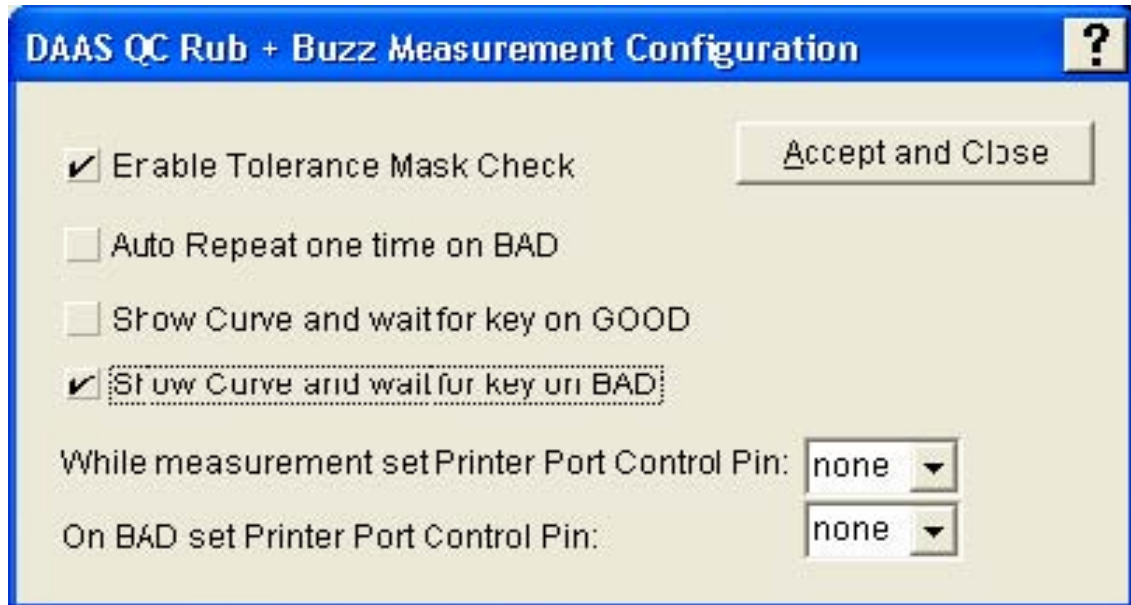 DAAS QC Rub + Buzz Measurement Configuration ?
Enable Tolerance Mask Check
Accept and Close
Auto Repeat one time on BAD
Show Curve and wait for key on GOOD
Show Curve and wait for key on BAD
While measurement set Printer Port Control Pin: none
On BAD set Printer Port Control Pin: none